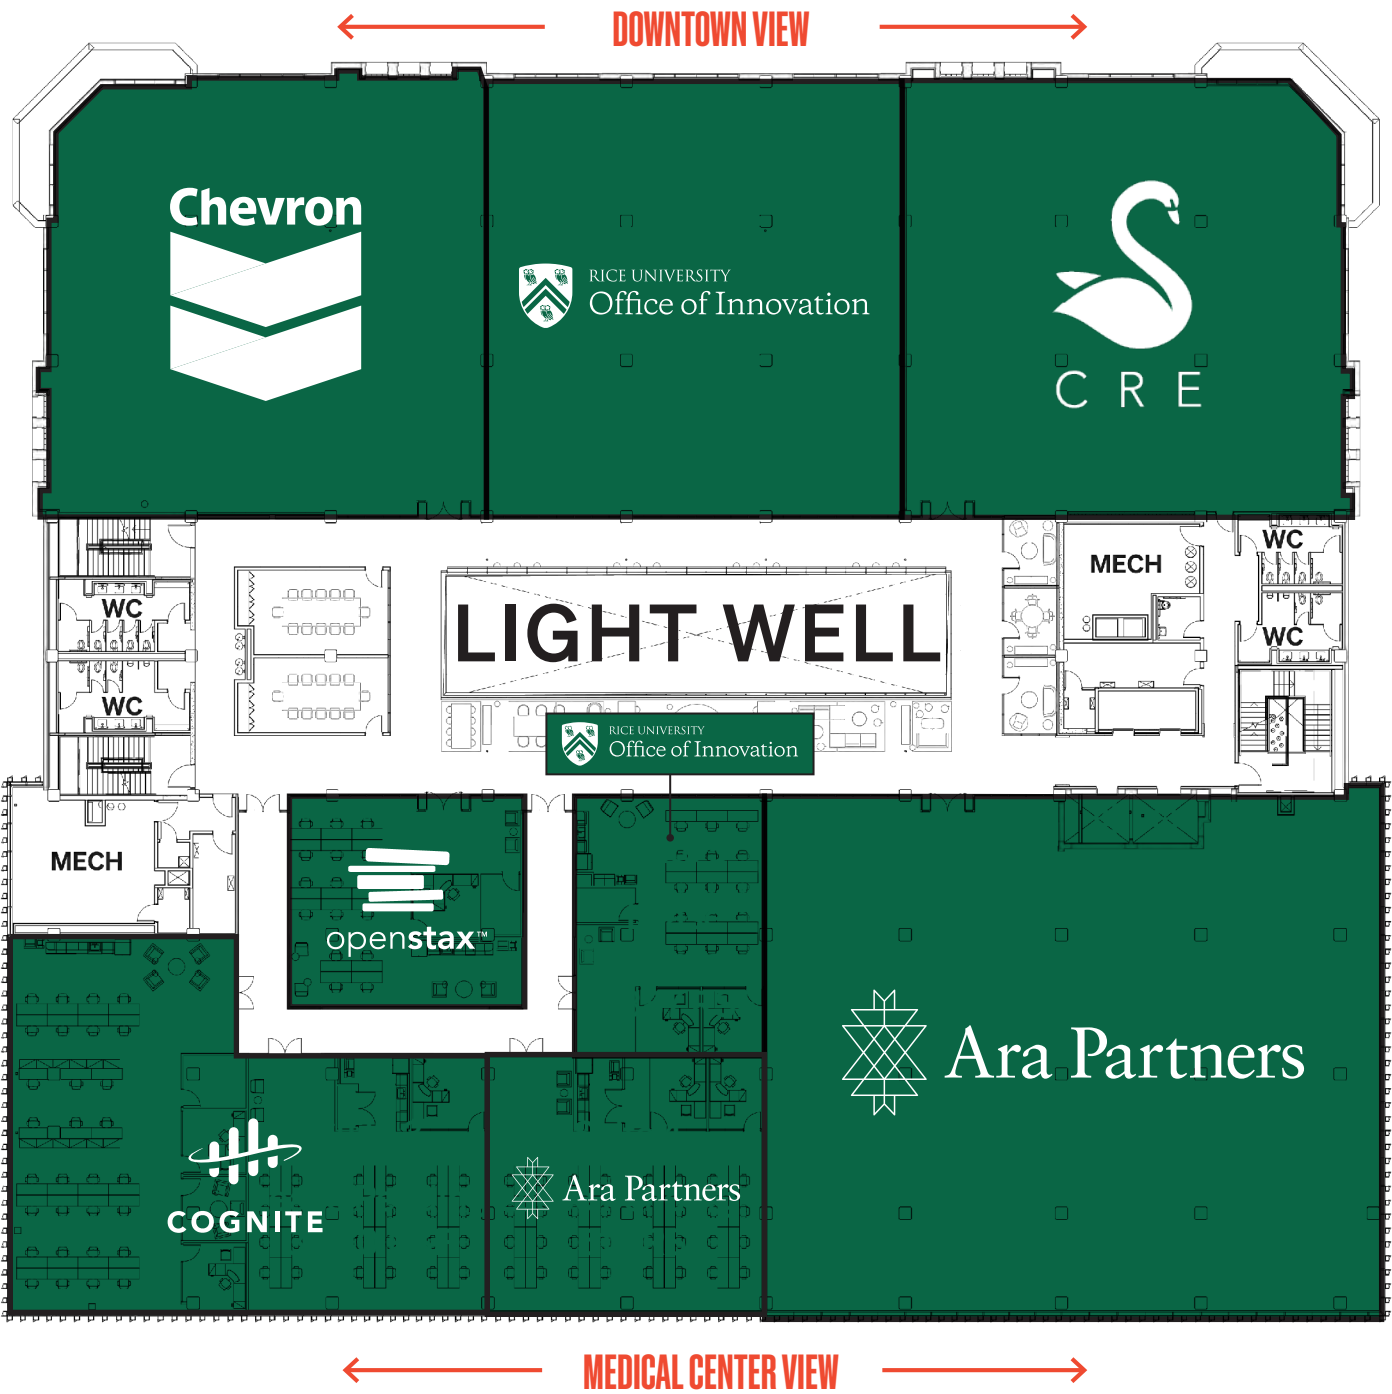 DOWNTOWN VIEW
Chevron
RICE UNIVERSITY
Office of Innovation
CRE
WC
WC
LIGHT WELL
MECH
WC
WC
RICE UNIVERSITY
Office of Innovation
MECH
openstax™
Ara Partners
COGNITE
Ara Partners
MEDICAL CENTER VIEW